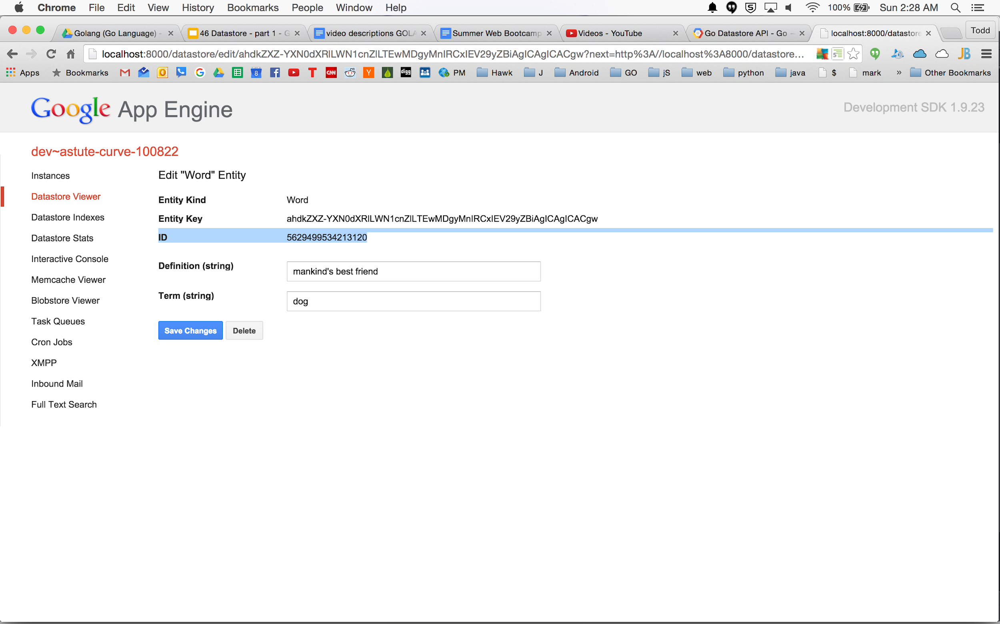 Chrome File Edit View History Bookmarks People Window Help 100% Sun 2:28 AM
Golang (Go Language) - 46 Datastore - part 1 - G video descriptions GOLA Summer Web Bootcamp Videos - YouTube Go Datastore API - Go - localhost:8000/datastore Todd
localhost:8000/datastore/edit/ahdkZXZ-YXN0dXRlLWN1cnZlLTEwMDgyMnIRCxIEV29yZBiAgICAgICACgw?next=http%3A//localhost%3A8000/datastore... JB
Apps Bookmarks 8 T CNN Y digg PM Hawk J Android GO jS web python java $ mark » Other Bookmarks
Google App Engine
Development SDK 1.9.23
dev~astute-curve-100822
Instances
Datastore Viewer
Datastore Indexes
Datastore Stats
Interactive Console
Memcache Viewer
Blobstore Viewer
Task Queues
Cron Jobs
XMPP
Inbound Mail
Full Text Search
Edit "Word" Entity
Entity Kind Word
Entity Key ahdkZXZ-YXN0dXRlLWN1cnZlLTEwMDgyMnIRCxIEV29yZBiAgICAgICACgw
ID 5629499534213120
Definition (string) mankind's best friend
Term (string) dog
Save Changes Delete